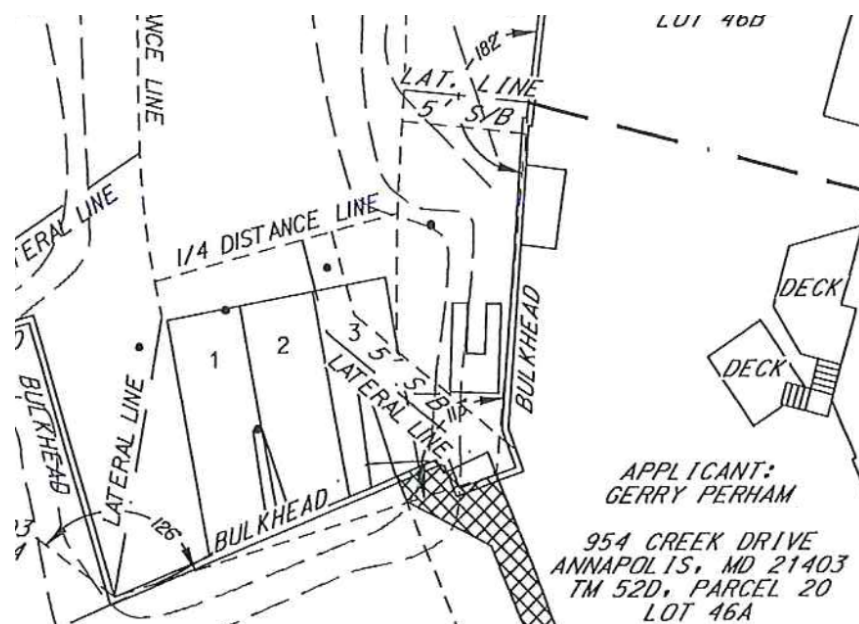 ANCE LINE
182'
LOT 46B
LAT. LINE
5' S/B
TERAL LINE
1/4 DISTANCE LINE
DECK
DECK
1
2
3
5' S/B
LATERAL LINE
BULKHEAD
BULKHEAD
LATERAL LINE
126
BULKHEAD
APPLICANT:
GERRY PERHAM
954 CREEK DRIVE
ANNAPOLIS, MD 21403
TM 52D, PARCEL 20
LOT 46A